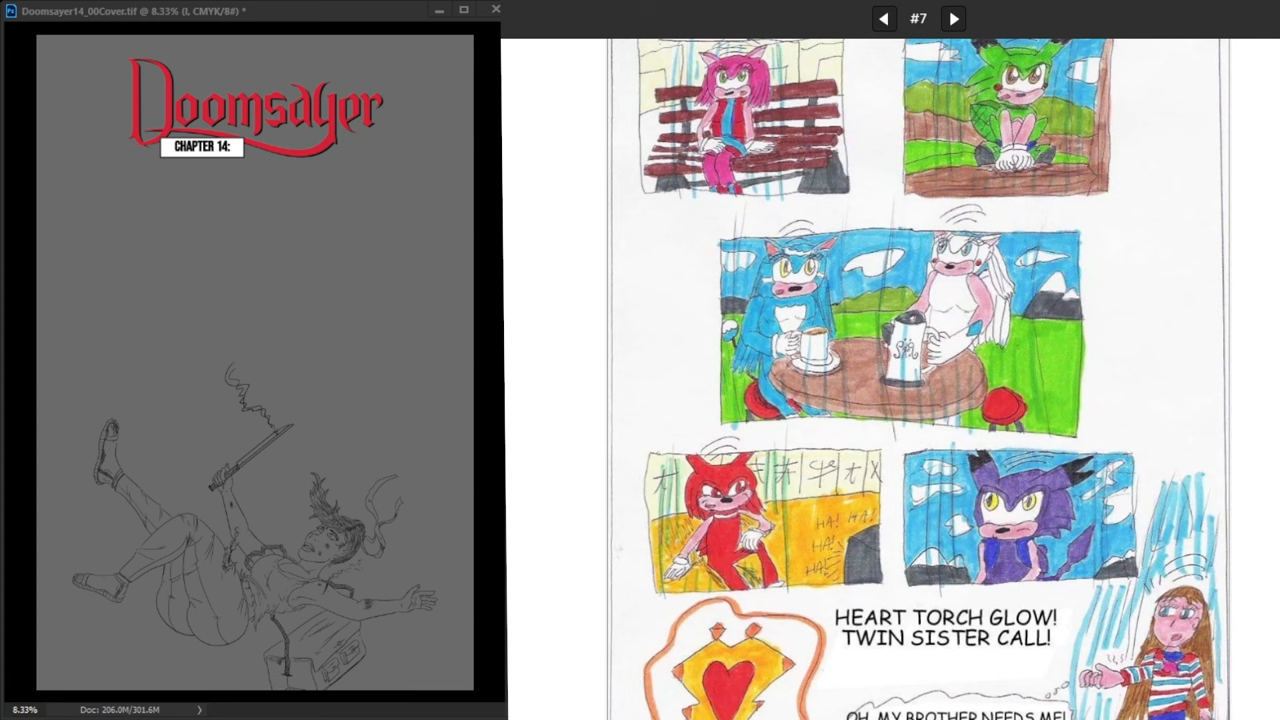 Doomsayer14_00Cover.tif @ 8.33% (I, CMYK/8#) *
#7
Doomsayer
CHAPTER 14:
HA! HA!
HA!
HA!
HEART TORCH GLOW!
TWIN SISTER CALL!
OH, MY BROTHER NEEDS ME!
8.33%
Doc: 206.0M/301.6M